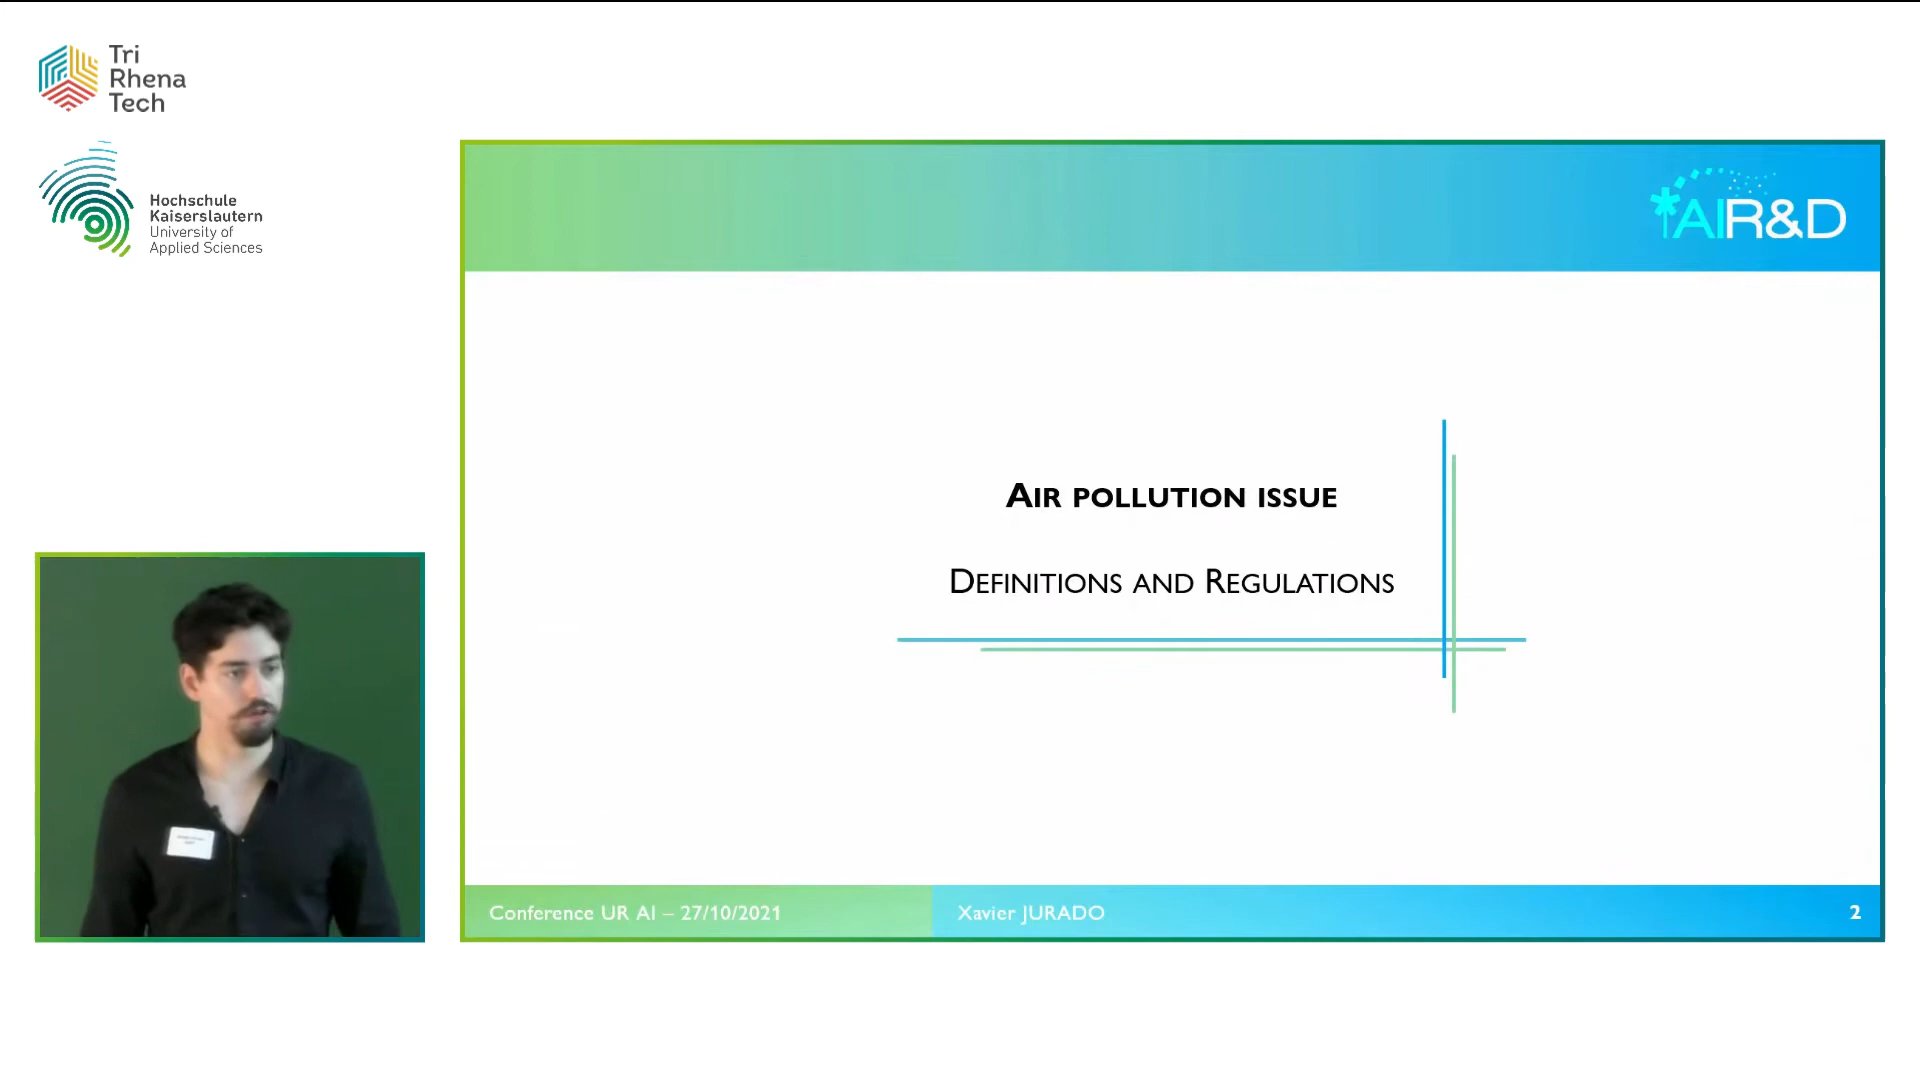 Tri
Rhena
Tech
Hochschule
Kaiserslautern
University of
Applied Sciences
AIR&D
AIR POLLUTION ISSUE
DEFINITIONS AND REGULATIONS
Conference UR AI – 27/10/2021
Xavier JURADO
2